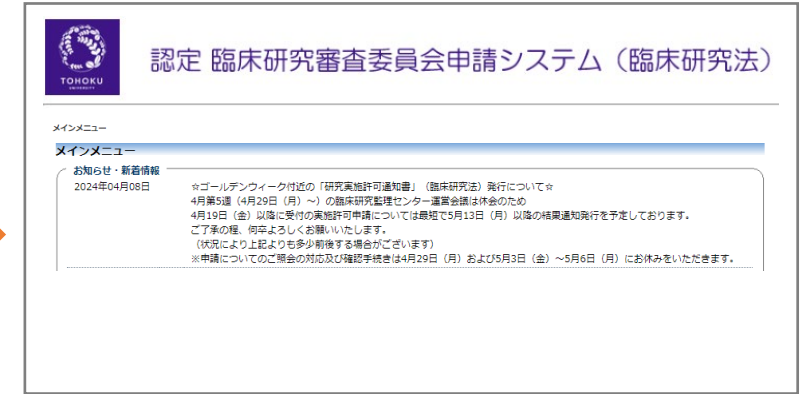 TOHOKU
UNIVERSITY
認定 臨床研究審査委員会申請システム（臨床研究法）
メインメニュー
メインメニュー
お知らせ・新着情報
2024年04月08日
☆ゴールデンウィーク付近の「研究実施許可通知書」（臨床研究法）発行について☆
4月第5週（4月29日（月）～）の臨床研究監理センター運営会議は休会のため
4月19日（金）以降に受付の実施許可申請については最短で5月13日（月）以降の結果通知発行を予定しております。
ご了承の程、何卒よろしくお願いいたします。
（状況により上記よりも多少前後する場合がございます）
※申請についてのご照会の対応及び確認手続きは4月29日（月）および5月3日（金）～5月6日（月）にお休みをいただきます。